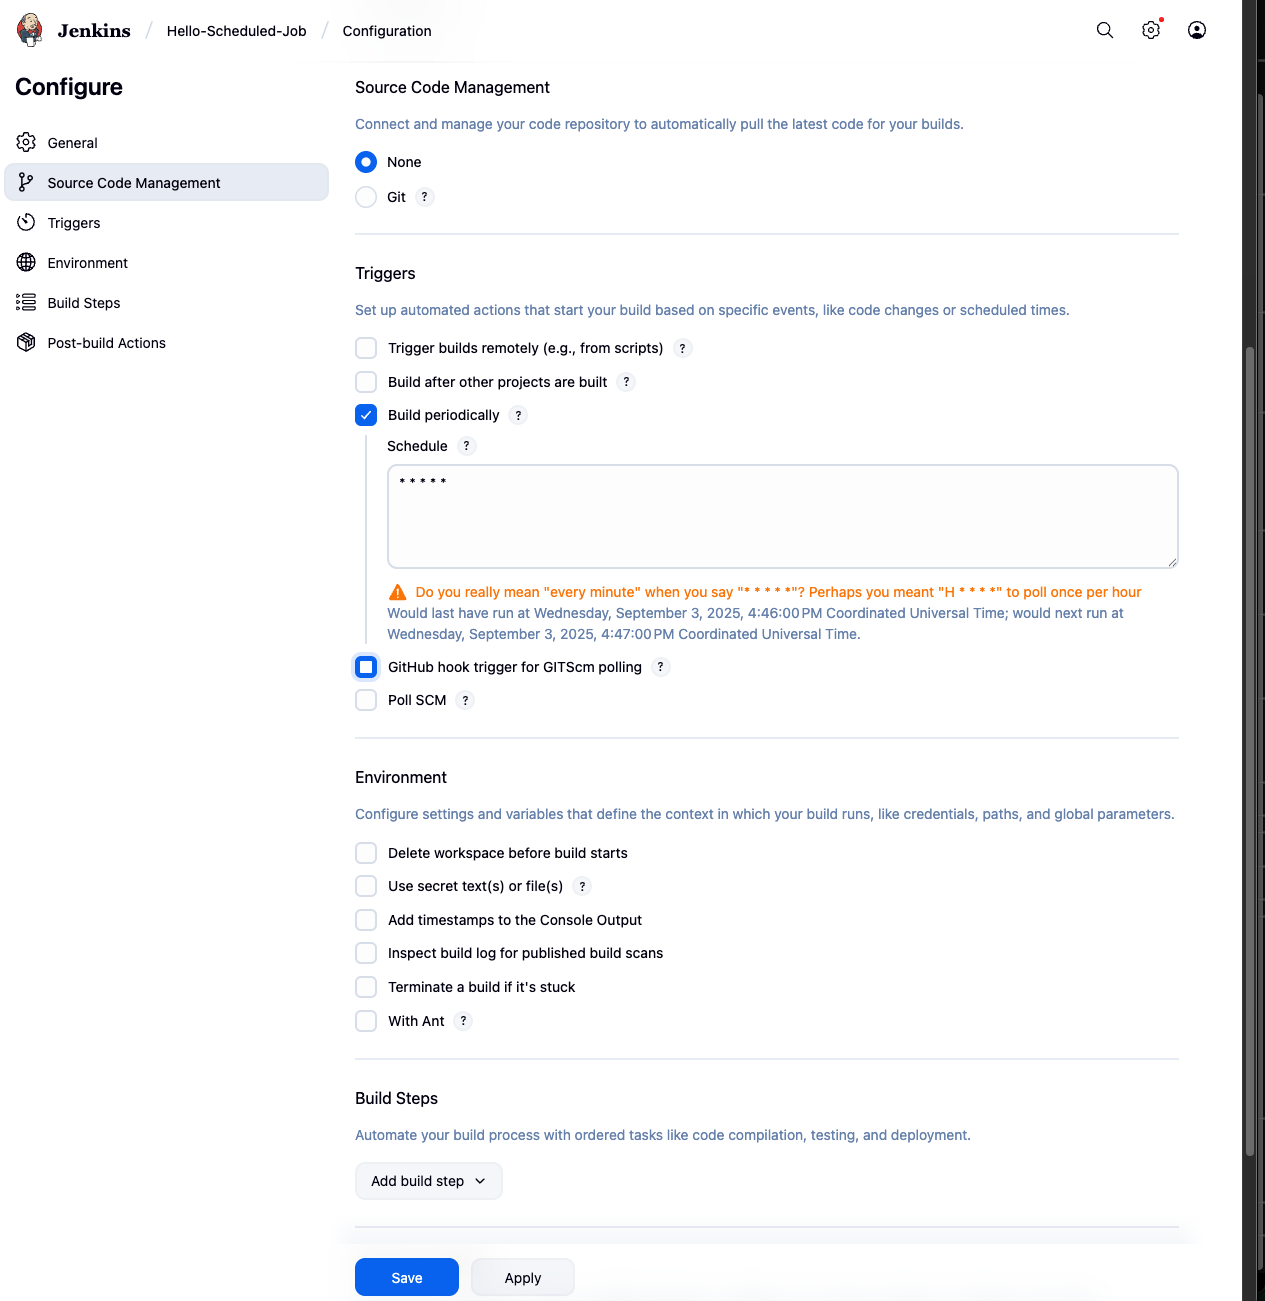 Jenkins / Hello-Scheduled-Job / Configuration
Configure
General
Source Code Management
Triggers
Environment
Build Steps
Post-build Actions
Source Code Management
Connect and manage your code repository to automatically pull the latest code for your builds.
None
Git ?
Triggers
Set up automated actions that start your build based on specific events, like code changes or scheduled times.
Trigger builds remotely (e.g., from scripts) ?
Build after other projects are built ?
Build periodically ?
Schedule ?
* * * * *
Do you really mean "every minute" when you say "* * * * *"? Perhaps you meant "H * * * *" to poll once per hour
Would last have run at Wednesday, September 3, 2025, 4:46:00 PM Coordinated Universal Time; would next run at
Wednesday, September 3, 2025, 4:47:00 PM Coordinated Universal Time.
GitHub hook trigger for GITScm polling ?
Poll SCM ?
Environment
Configure settings and variables that define the context in which your build runs, like credentials, paths, and global parameters.
Delete workspace before build starts
Use secret text(s) or file(s) ?
Add timestamps to the Console Output
Inspect build log for published build scans
Terminate a build if it's stuck
With Ant ?
Build Steps
Automate your build process with ordered tasks like code compilation, testing, and deployment.
Add build step
Save
Apply